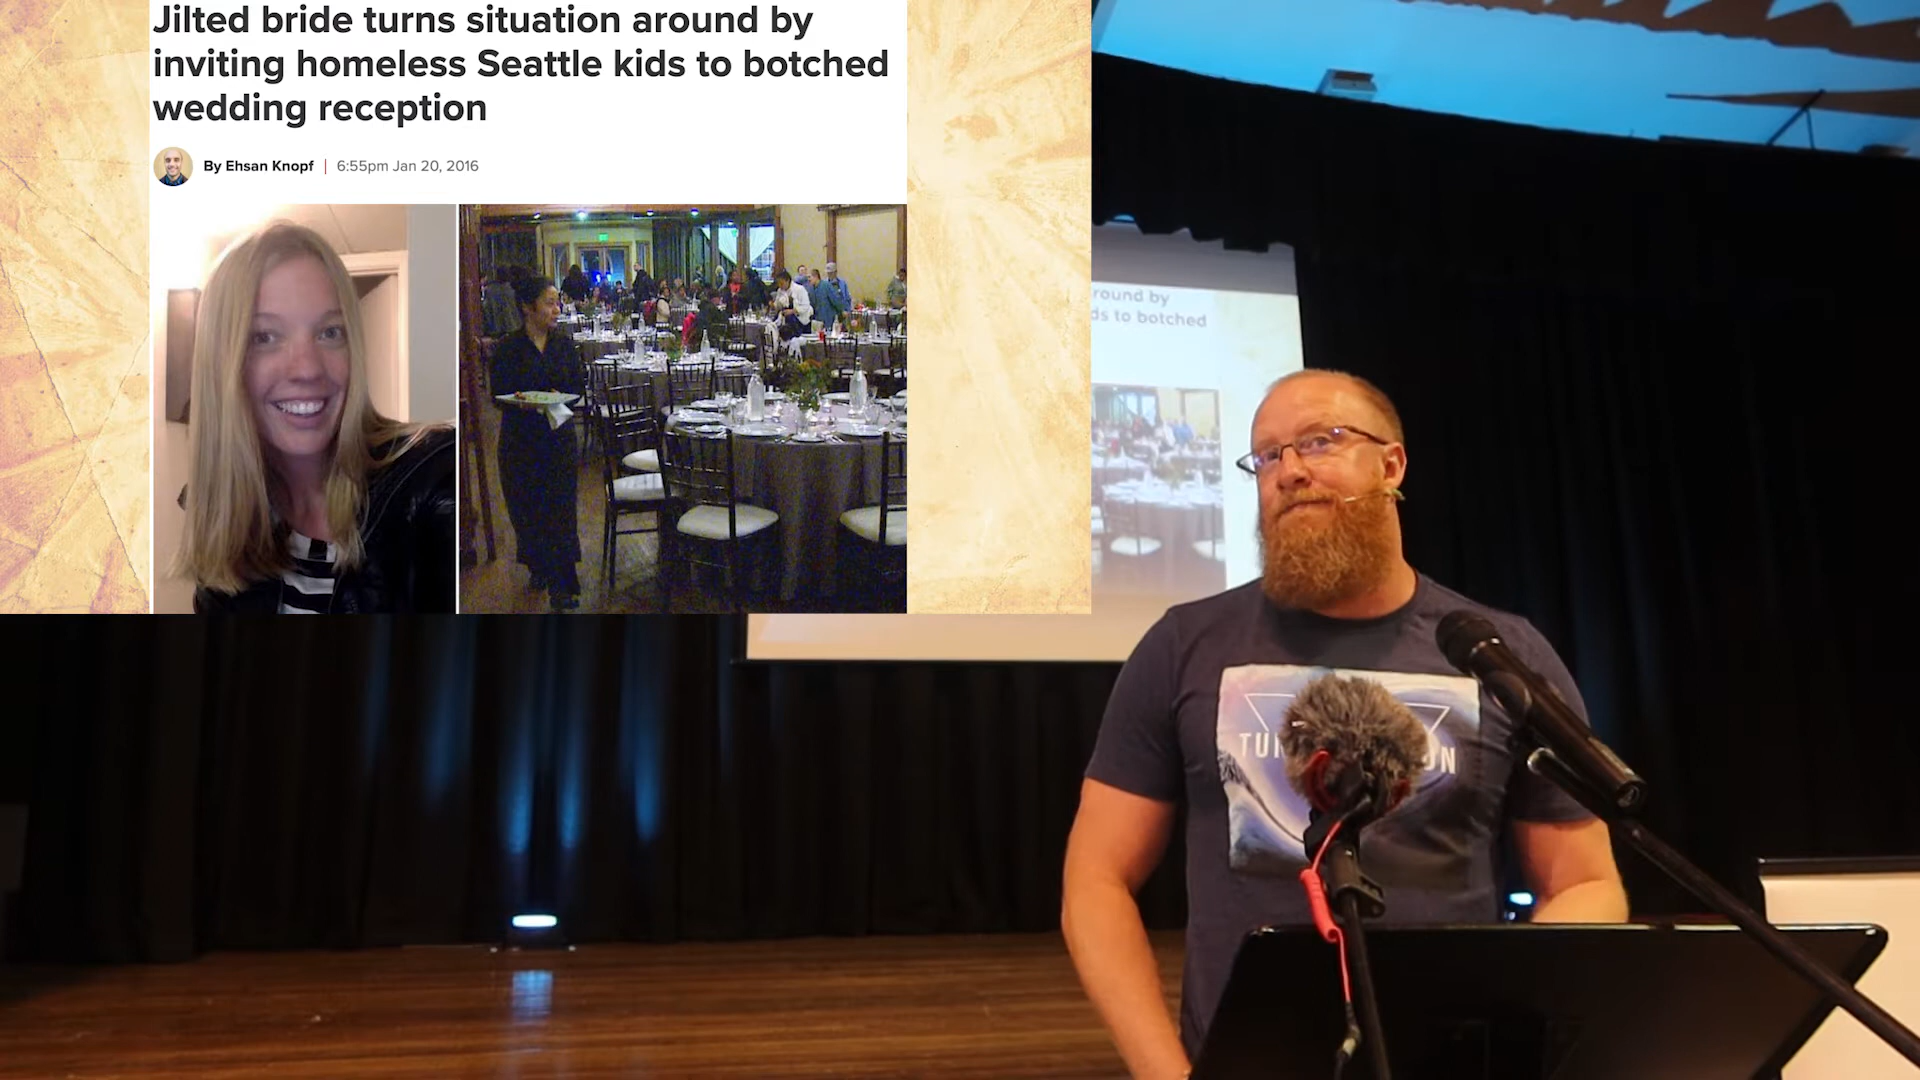 Jilted bride turns situation around by
inviting homeless Seattle kids to botched
wedding reception
By Ehsan Knopf | 6:55pm Jan 20, 2016
round by
ds to botched